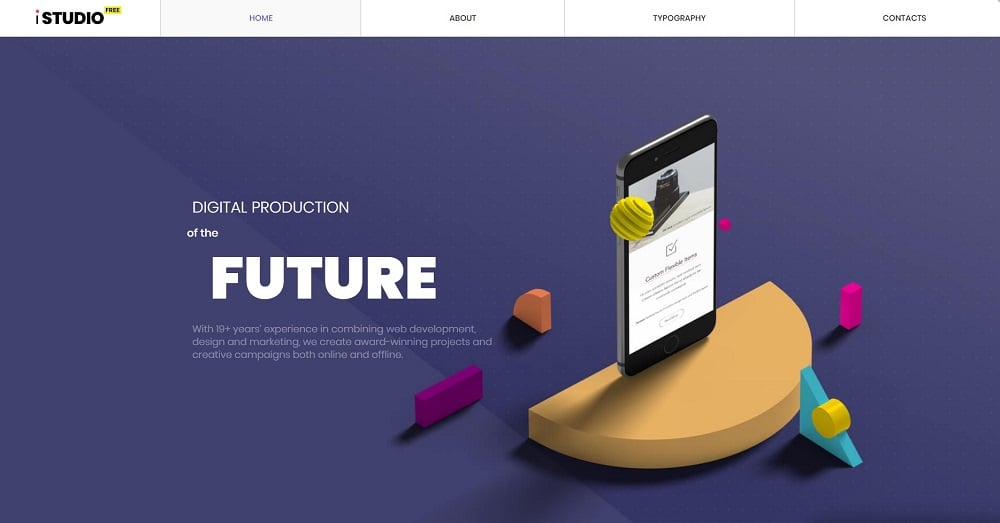 i STUDIO FREE
HOME
ABOUT
TYPOGRAPHY
CONTACTS
DIGITAL PRODUCTION
of the
FUTURE
With 19+ years' experience in combining web development,
design and marketing, we create award-winning projects and
creative campaigns both online and offline.
Custom Flexible Items